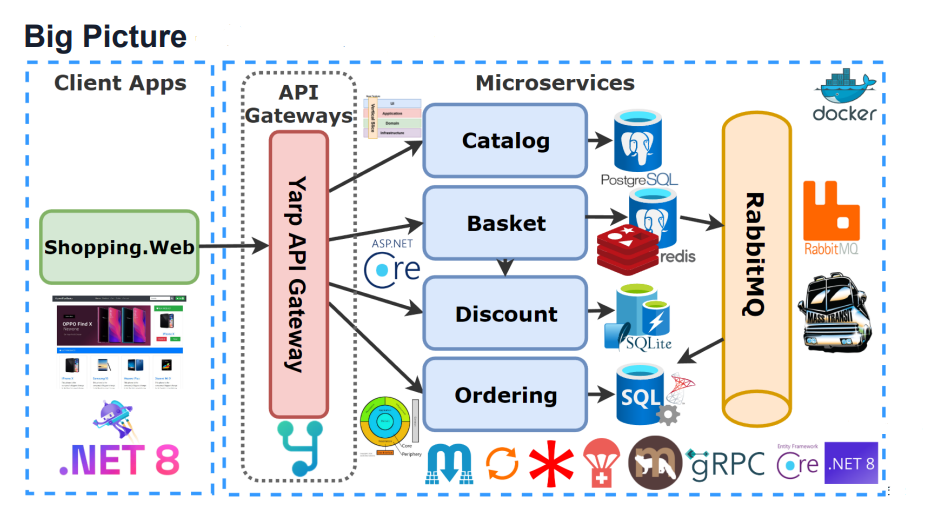 Big Picture
Client Apps
Microservices
docker
API
Gateways
UI
Application
Domain
Infrastructure
Vertical Slice
Catalog
PostgreSQL
Yarp API Gateway
Shopping.Web
Basket
redis
ASP.NET
Core
RabbitMQ
RabbitMQ
OPPO Find X
Discount
SQLite
MASS TRANSIT
Ordering
SQL
Core
Periphery
.NET 8
m
gRPC
Entity Framework
Core
.NET 8